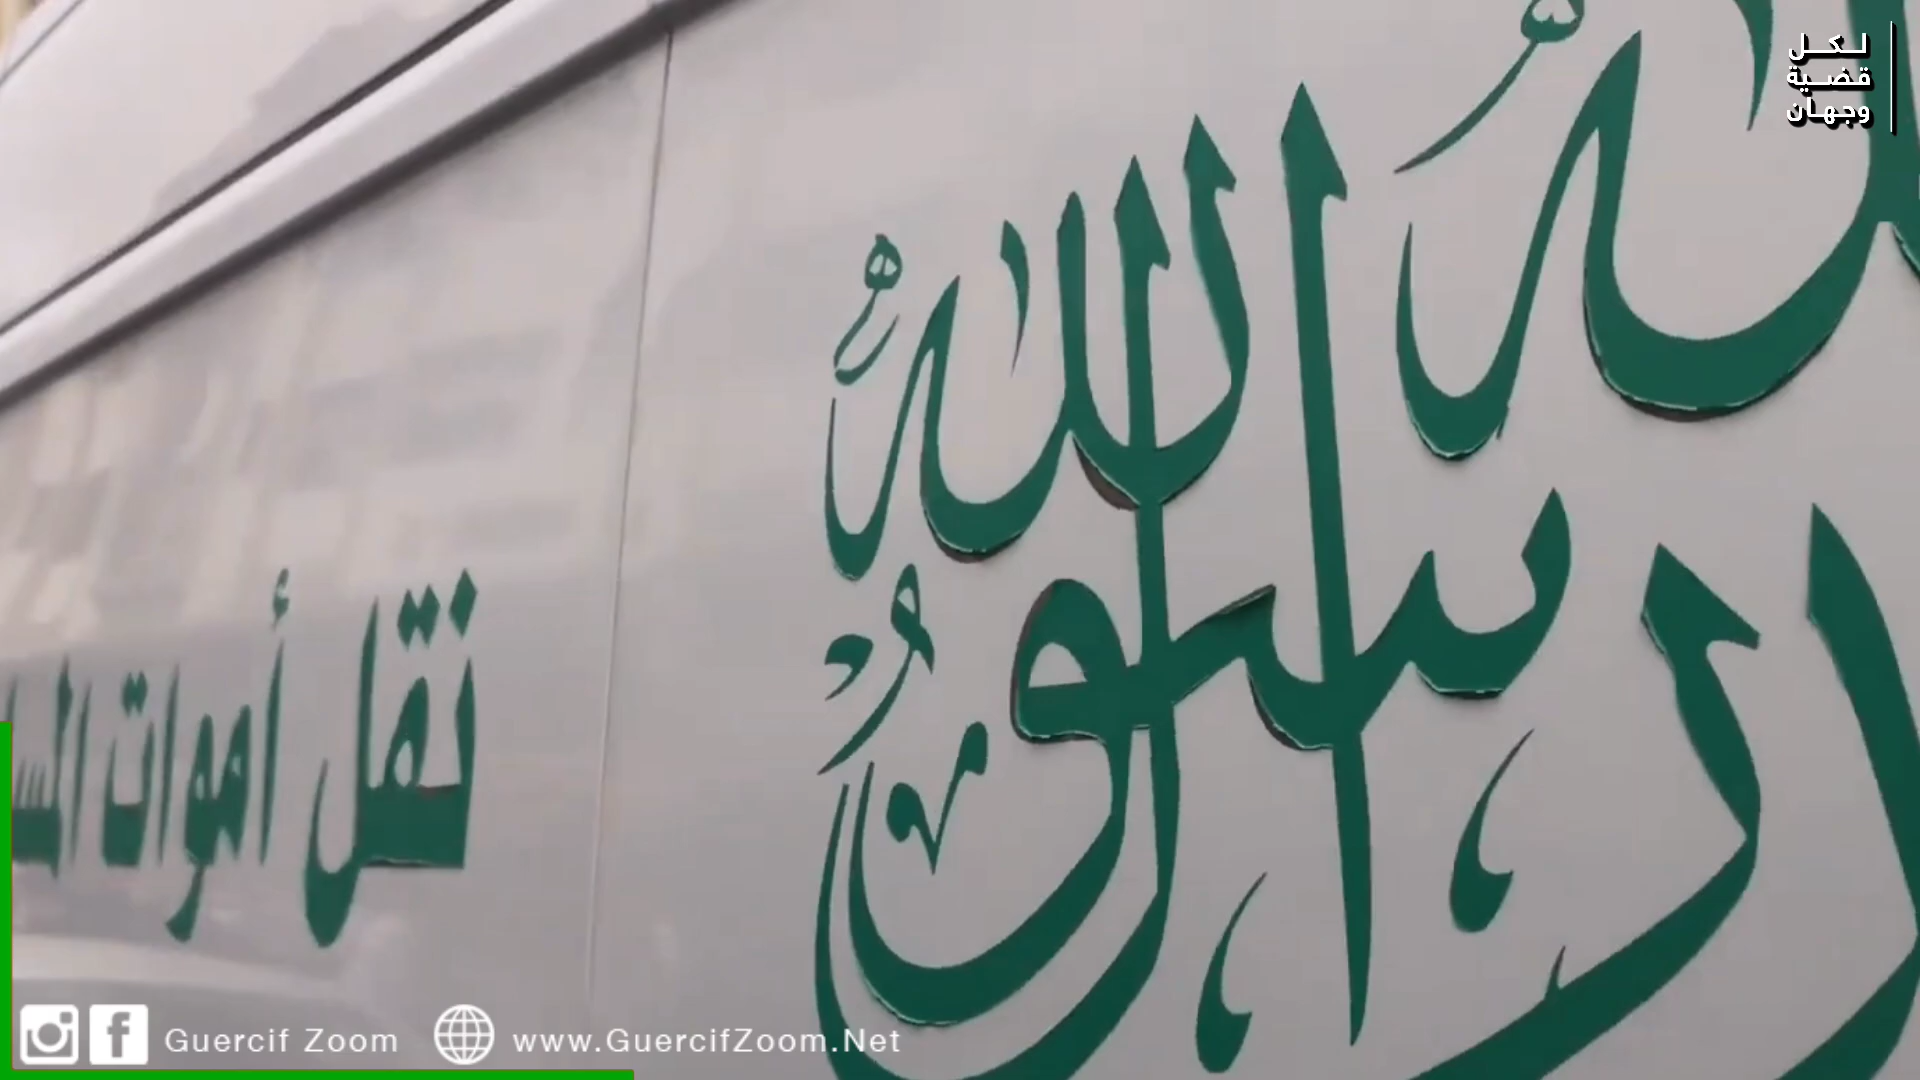 لكل
قضية
وجهان
رسول الله
نقل أموات
Guercif Zoom www.GuercifZoom.Net